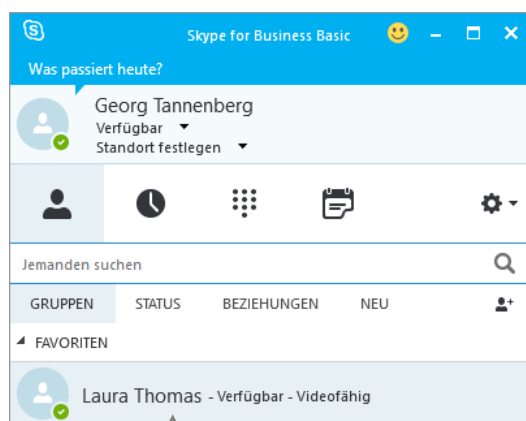 Skype for Business Basic
Was passiert heute?
Georg Tannenberg
Verfügbar
Standort festlegen
Jemanden suchen
GRUPPEN STATUS BEZIEHUNGEN NEU
FAVORITEN
Laura Thomas - Verfügbar - Videofähig